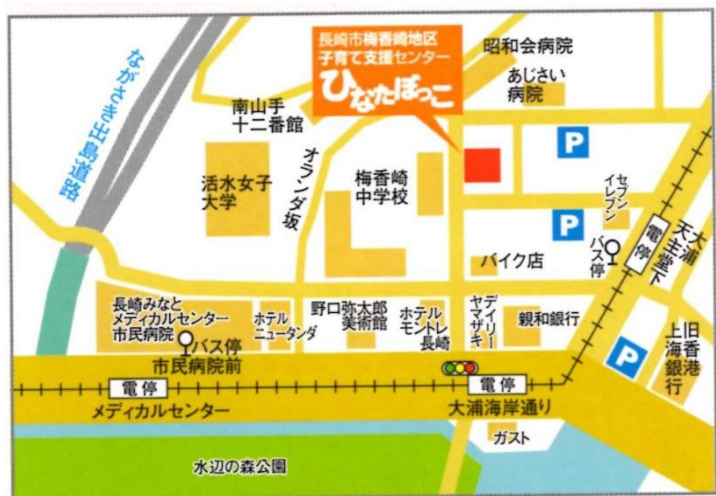 長崎市梅香崎地区
子育て支援センター
ひなたぼっこ
昭和会病院
あじさい
病院
ながさき出島道路
南山手
十二番館
オランダ坂
活水女子
大学
梅香崎
中学校
P
セブン
イレブン
P
バス停
電停
大浦
天主堂下
バイク店
長崎みなと
メディカルセンター
市民病院
バス停
市民病院前
ホテル
ニュータンダ
野口弥太郎
美術館
ホテル
モントレ
長崎
デイリー
ヤマザキ
親和銀行
P
旧香港
上海銀行
電停
メディカルセンター
電停
大浦海岸通り
ガスト
水辺の森公園